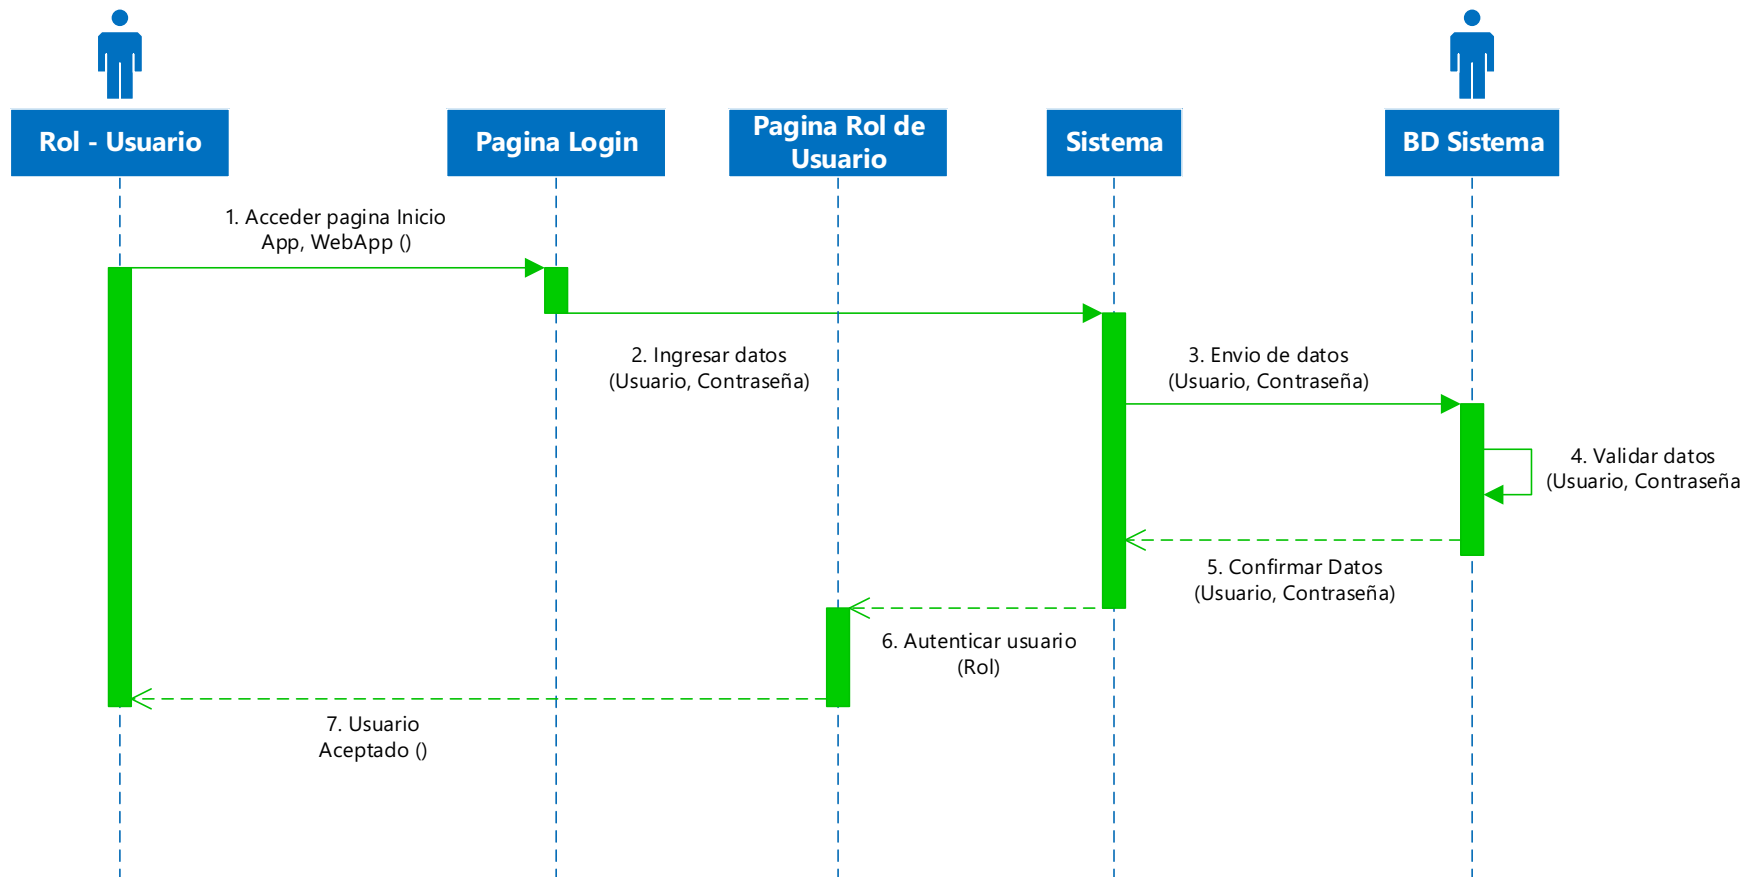 Rol - Usuario
Pagina Login
Pagina Rol de
Usuario
Sistema
BD Sistema
1. Acceder pagina Inicio
App, WebApp ()
2. Ingresar datos
(Usuario, Contraseña)
3. Envio de datos
(Usuario, Contraseña)
4. Validar datos
(Usuario, Contraseña
5. Confirmar Datos
(Usuario, Contraseña)
6. Autenticar usuario
(Rol)
7. Usuario
Aceptado ()